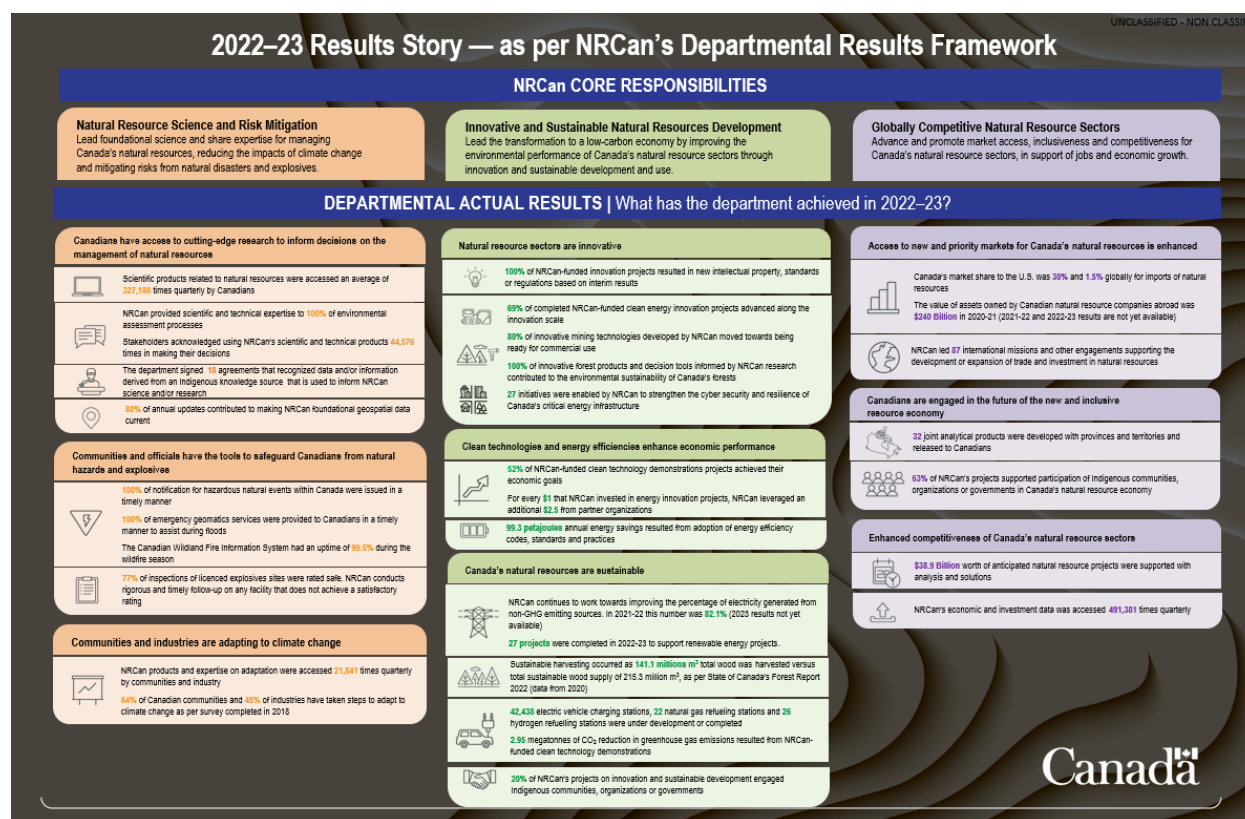 UNCLASSIFIED - NON CLASSI
2022–23 Results Story — as per NRCan's Departmental Results Framework
NRCan CORE RESPONSIBILITIES
Natural Resource Science and Risk Mitigation
Lead foundational science and share expertise for managing
Canada's natural resources, reducing the impacts of climate change
and mitigating risks from natural disasters and explosives.
Innovative and Sustainable Natural Resources Development
Lead the transformation to a low-carbon economy by improving the
environmental performance of Canada's natural resource sectors through
innovation and sustainable development and use.
Globally Competitive Natural Resource Sectors
Advance and promote market access, inclusiveness and competitiveness for
Canada's natural resource sectors, in support of jobs and economic growth.
DEPARTMENTAL ACTUAL RESULTS | What has the department achieved in 2022–23?
Canadians have access to cutting-edge research to inform decisions on the
management of natural resources
Scientific products related to natural resources were accessed an average of
327,180 times quarterly by Canadians
NRCan provided scientific and technical expertise to 100% of environmental
assessment processes
Stakeholders acknowledged using NRCan's scientific and technical products 44,576
times in making their decisions
The department signed 18 agreements that recognized data and/or information
derived from an Indigenous knowledge source that is used to inform NRCan
science and/or research
80% of annual updates contributed to making NRCan foundational geospatial data
current
Communities and officials have the tools to safeguard Canadians from natural
hazards and explosives
100% of notification for hazardous natural events within Canada were issued in a
timely manner
100% of emergency geomatics services were provided to Canadians in a timely
manner to assist during floods
The Canadian Wildland Fire Information System had an uptime of 99.5% during the
wildfire season
77% of inspections of licenced explosives sites were rated safe. NRCan conducts
rigorous and timely follow-up on any facility that does not achieve a satisfactory
rating
Communities and industries are adapting to climate change
NRCan products and expertise on adaptation were accessed 21,841 times quarterly
by communities and industry
64% of Canadian communities and 45% of industries have taken steps to adapt to
climate change as per survey completed in 2018
Natural resource sectors are innovative
100% of NRCan-funded innovation projects resulted in new intellectual property, standards
or regulations based on interim results
69% of completed NRCan-funded clean energy innovation projects advanced along the
innovation scale
80% of innovative mining technologies developed by NRCan moved towards being
ready for commercial use
100% of innovative forest products and decision tools informed by NRCan research
contributed to the environmental sustainability of Canada's forests
27 initiatives were enabled by NRCan to strengthen the cyber security and resilience of
Canada's critical energy infrastructure
Clean technologies and energy efficiencies enhance economic performance
52% of NRCan-funded clean technology demonstrations projects achieved their
economic goals
For every $1 that NRCan invested in energy innovation projects, NRCan leveraged an
additional $2.5 from partner organizations
99.3 petajoules annual energy savings resulted from adoption of energy efficiency
codes, standards and practices
Canada's natural resources are sustainable
NRCan continues to work towards improving the percentage of electricity generated from
non-GHG emitting sources. In 2021-22 this number was 82.1% (2023 results not yet
available)
27 projects were completed in 2022-23 to support renewable energy projects.
Sustainable harvesting occurred as 141.1 millions m³ total wood was harvested versus
total sustainable wood supply of 215.3 million m³, as per State of Canada's Forest Report
2022 (data from 2020)
42,438 electric vehicle charging stations, 22 natural gas refueling stations and 26
hydrogen refuelling stations were under development or completed
2.95 megatonnes of CO₂ reduction in greenhouse gas emissions resulted from NRCan-
funded clean technology demonstrations
20% of NRCan's projects on innovation and sustainable development engaged
Indigenous communities, organizations or governments
Access to new and priority markets for Canada's natural resources is enhanced
Canada's market share to the U.S. was 30% and 1.5% globally for imports of natural
resources
The value of assets owned by Canadian natural resource companies abroad was
$240 Billion in 2020-21 (2021-22 and 2022-23 results are not yet available)
NRCan led 87 international missions and other engagements supporting the
development or expansion of trade and investment in natural resources
Canadians are engaged in the future of the new and inclusive
resource economy
32 joint analytical products were developed with provinces and territories and
released to Canadians
63% of NRCan's projects supported participation of Indigenous communities,
organizations or governments in Canada's natural resource economy
Enhanced competitiveness of Canada's natural resource sectors
$38.9 Billion worth of anticipated natural resource projects were supported with
analysis and solutions
NRCan's economic and investment data was accessed 491,381 times quarterly
Canada